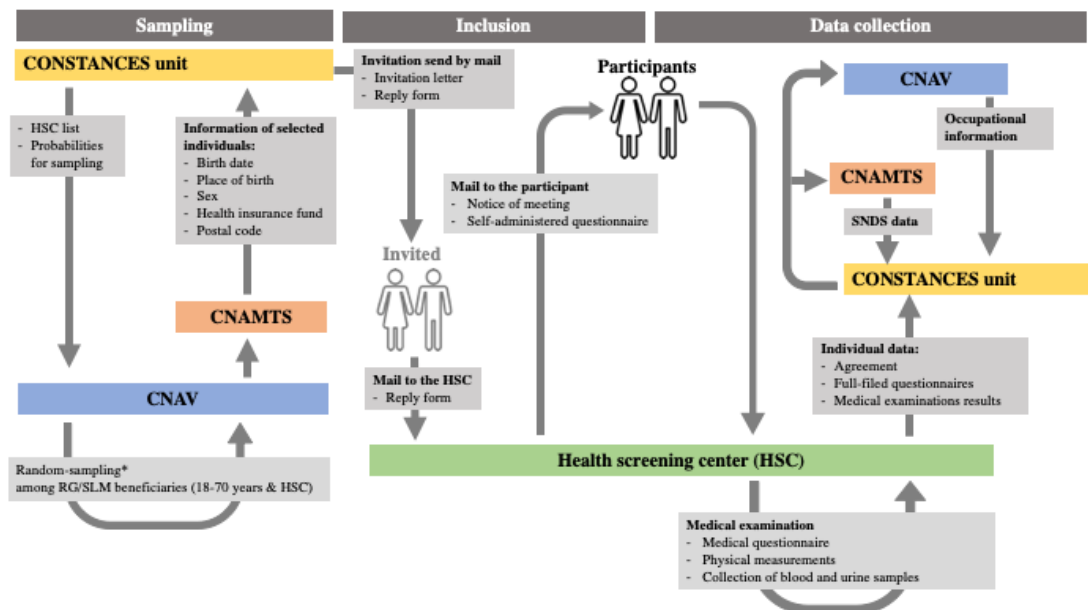 Sampling
Inclusion
Data collection
CONSTANCES unit
- HSC list
- Probabilities
for sampling
Information of selected
individuals:
- Birth date
- Place of birth
- Sex
- Health insurance fund
- Postal code
CNAMTS
CNAV
Random-sampling*
among RG/SLM beneficiaries (18-70 years & HSC)
Invitation send by mail
- Invitation letter
- Reply form
Invited
Mail to the HSC
- Reply form
Participants
Mail to the participant
- Notice of meeting
- Self-administered questionnaire
Health screening center (HSC)
Medical examination
- Medical questionnaire
- Physical measurements
- Collection of blood and urine samples
CNAV
Occupational
information
CNAMTS
SNDS data
CONSTANCES unit
Individual data:
- Agreement
- Full-filed questionnaires
- Medical examinations results